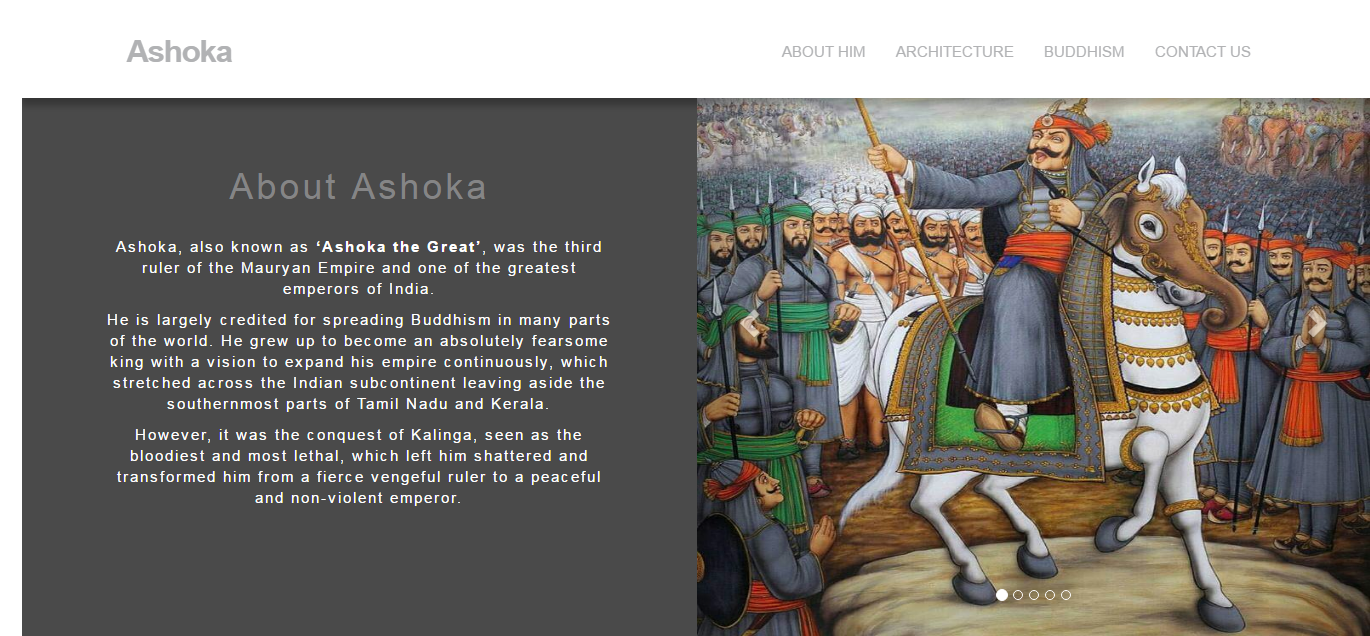 Ashoka
ABOUT HIM ARCHITECTURE BUDDHISM CONTACT US
About Ashoka
Ashoka, also known as ‘Ashoka the Great’, was the third
ruler of the Mauryan Empire and one of the greatest
emperors of India.
He is largely credited for spreading Buddhism in many parts
of the world. He grew up to become an absolutely fearsome
king with a vision to expand his empire continuously, which
stretched across the Indian subcontinent leaving aside the
southernmost parts of Tamil Nadu and Kerala.
However, it was the conquest of Kalinga, seen as the
bloodiest and most lethal, which left him shattered and
transformed him from a fierce vengeful ruler to a peaceful
and non-violent emperor.